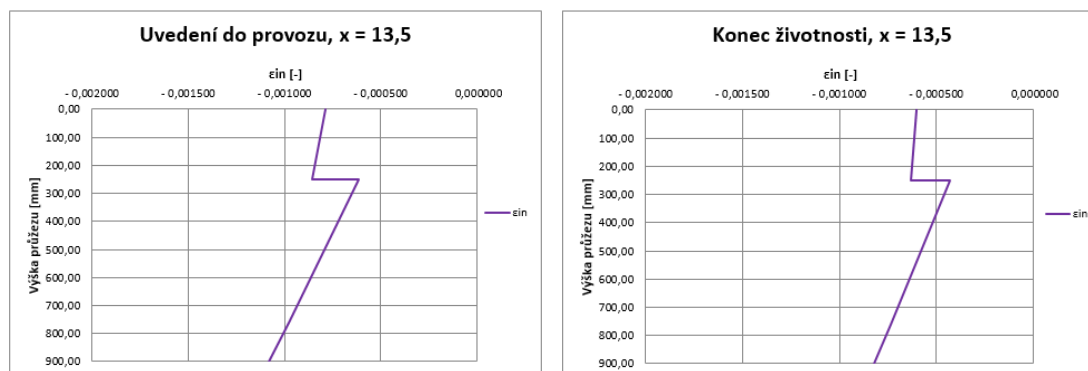 Uvedení do provozu, x = 13,5
εin [-]
- 0,002000 - 0,001500 - 0,001000 - 0,000500 0,000000
0,00
100,00
200,00
300,00
400,00
500,00
600,00
700,00
800,00
900,00
Výška průžezu [mm]
εin
Konec životnosti, x = 13,5
εin [-]
- 0,002000 - 0,001500 - 0,001000 - 0,000500 0,000000
0,00
100,00
200,00
300,00
400,00
500,00
600,00
700,00
800,00
900,00
Výška průžezu [mm]
εin